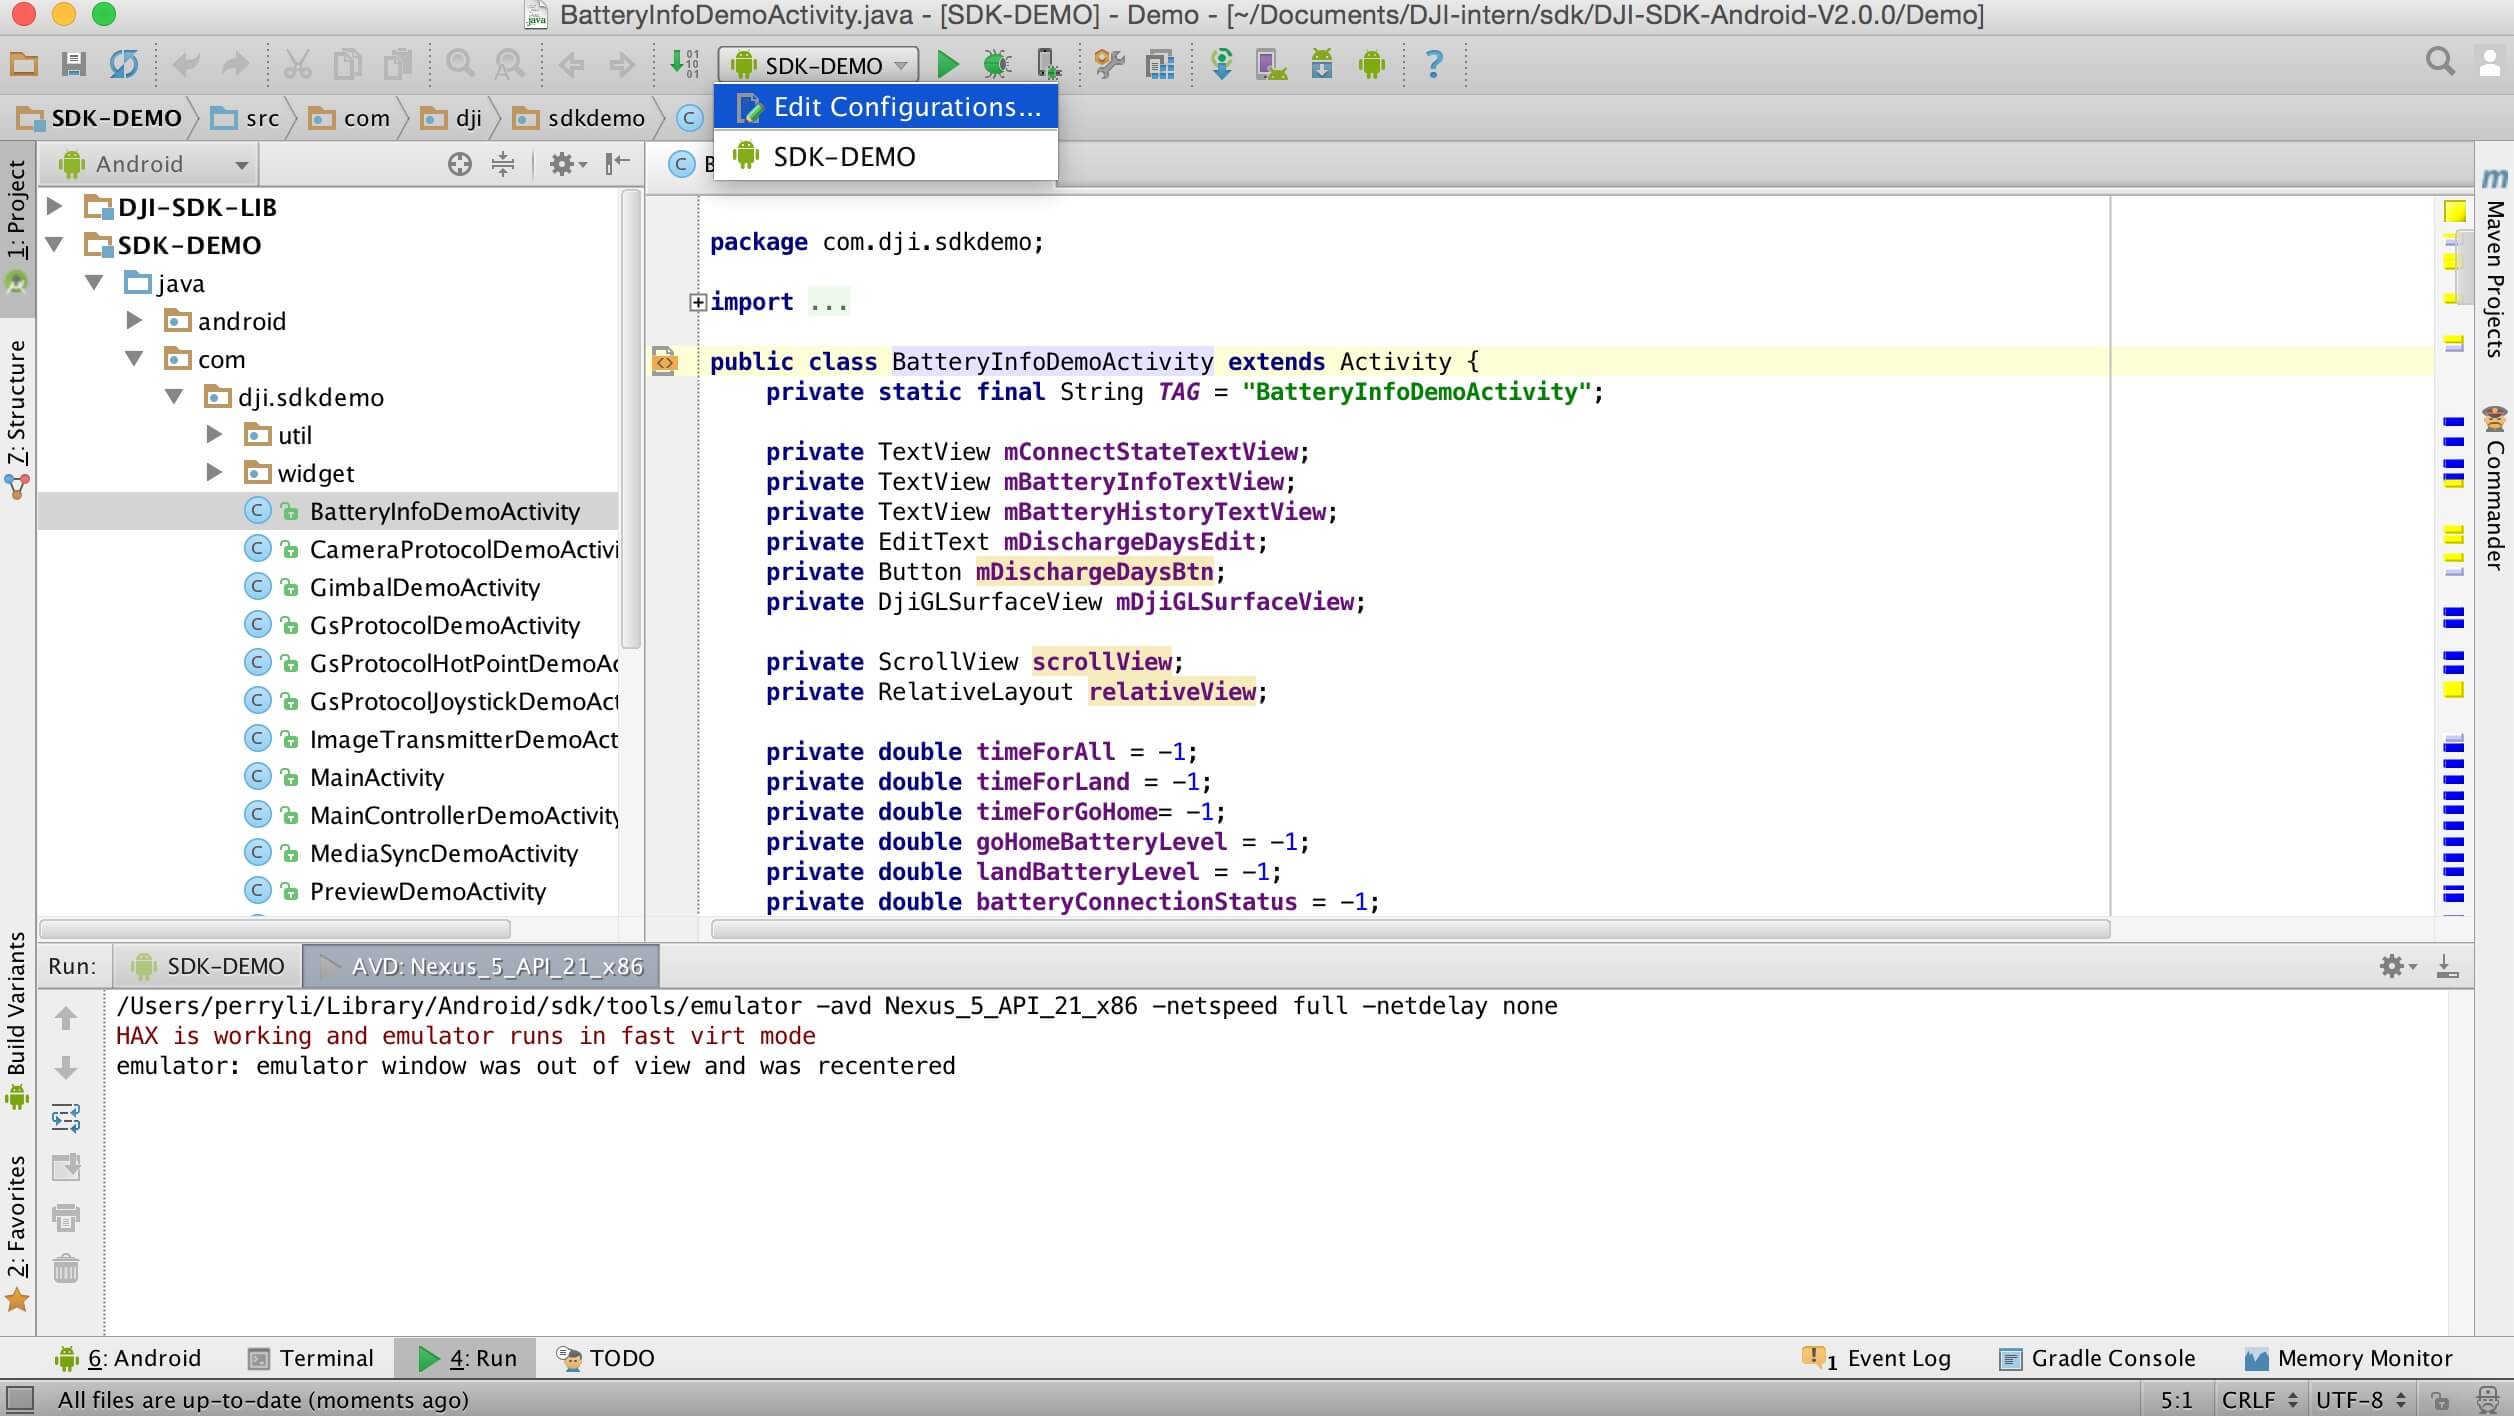 BatteryInfoDemoActivity.java - [SDK-DEMO] - Demo - [~/Documents/DJI-intern/sdk/DJI-SDK-Android-V2.0.0/Demo]
SDK-DEMO
?
SDK-DEMO
src
com
dji
sdkdemo
C
Edit Configurations...
SDK-DEMO
Android
C
1: Project
7: Structure
Build Variants
2: Favorites
DJI-SDK-LIB
SDK-DEMO
java
android
com
dji.sdkdemo
util
widget
C BatteryInfoDemoActivity
C CameraProtocolDemoActivi
C GimbalDemoActivity
C GsProtocolDemoActivity
C GsProtocolHotPointDemoAc
C GsProtocolJoystickDemoAct
C ImageTransmitterDemoAct
C MainActivity
C MainControllerDemoActivity
C MediaSyncDemoActivity
C PreviewDemoActivity
package com.dji.sdkdemo;
import ...
public class BatteryInfoDemoActivity extends Activity {
private static final String TAG = "BatteryInfoDemoActivity";
private TextView mConnectStateTextView;
private TextView mBatteryInfoTextView;
private TextView mBatteryHistoryTextView;
private EditText mDischargeDaysEdit;
private Button mDischargeDaysBtn;
private DjiGLSurfaceView mDjiGLSurfaceView;
private ScrollView scrollView;
private RelativeLayout relativeView;
private double timeForAll = -1;
private double timeForLand = -1;
private double timeForGoHome= -1;
private double goHomeBatteryLevel = -1;
private double landBatteryLevel = -1;
private double batteryConnectionStatus = -1;
m Maven Projects
Commander
Run: SDK-DEMO AVD: Nexus_5_API_21_x86
/Users/perryli/Library/Android/sdk/tools/emulator -avd Nexus_5_API_21_x86 -netspeed full -netdelay none
HAX is working and emulator runs in fast virt mode
emulator: emulator window was out of view and was recentered
6: Android Terminal 4: Run TODO 1 Event Log Gradle Console Memory Monitor
All files are up-to-date (moments ago) 5:1 CRLF UTF-8